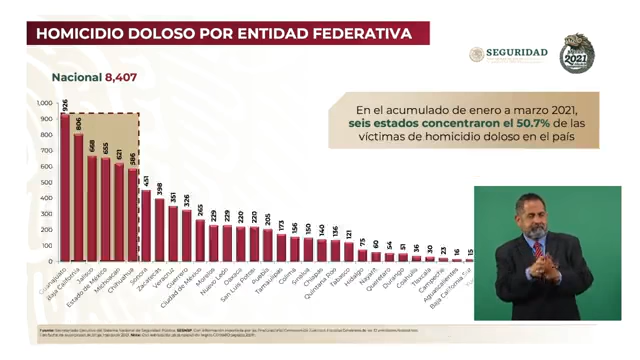 HOMICIDIO DOLOSO POR ENTIDAD FEDERATIVA
SEGURIDAD
2021
Nacional 8,407
En el acumulado de enero a marzo 2021,
seis estados concentraron el 50.7% de las
víctimas de homicidio doloso en el país
1,000
900
800
700
600
500
400
300
200
100
0
926
806
668
655
621
586
451
398
351
326
265
229
229
220
220
205
173
156
150
140
136
121
75
60
54
51
36
30
23
16
15
Guanajuato
Baja California
Jalisco
Estado de México
Michoacán
Chihuahua
Sonora
Zacatecas
Veracruz
Guerrero
Ciudad de México
Morelos
Nuevo León
Oaxaca
San Luis Potosí
Puebla
Tamaulipas
Colima
Sinaloa
Chiapas
Quintana Roo
Tabasco
Hidalgo
Nayarit
Querétaro
Durango
Coahuila
Tlaxcala
Campeche
Aguascalientes
Baja California Sur